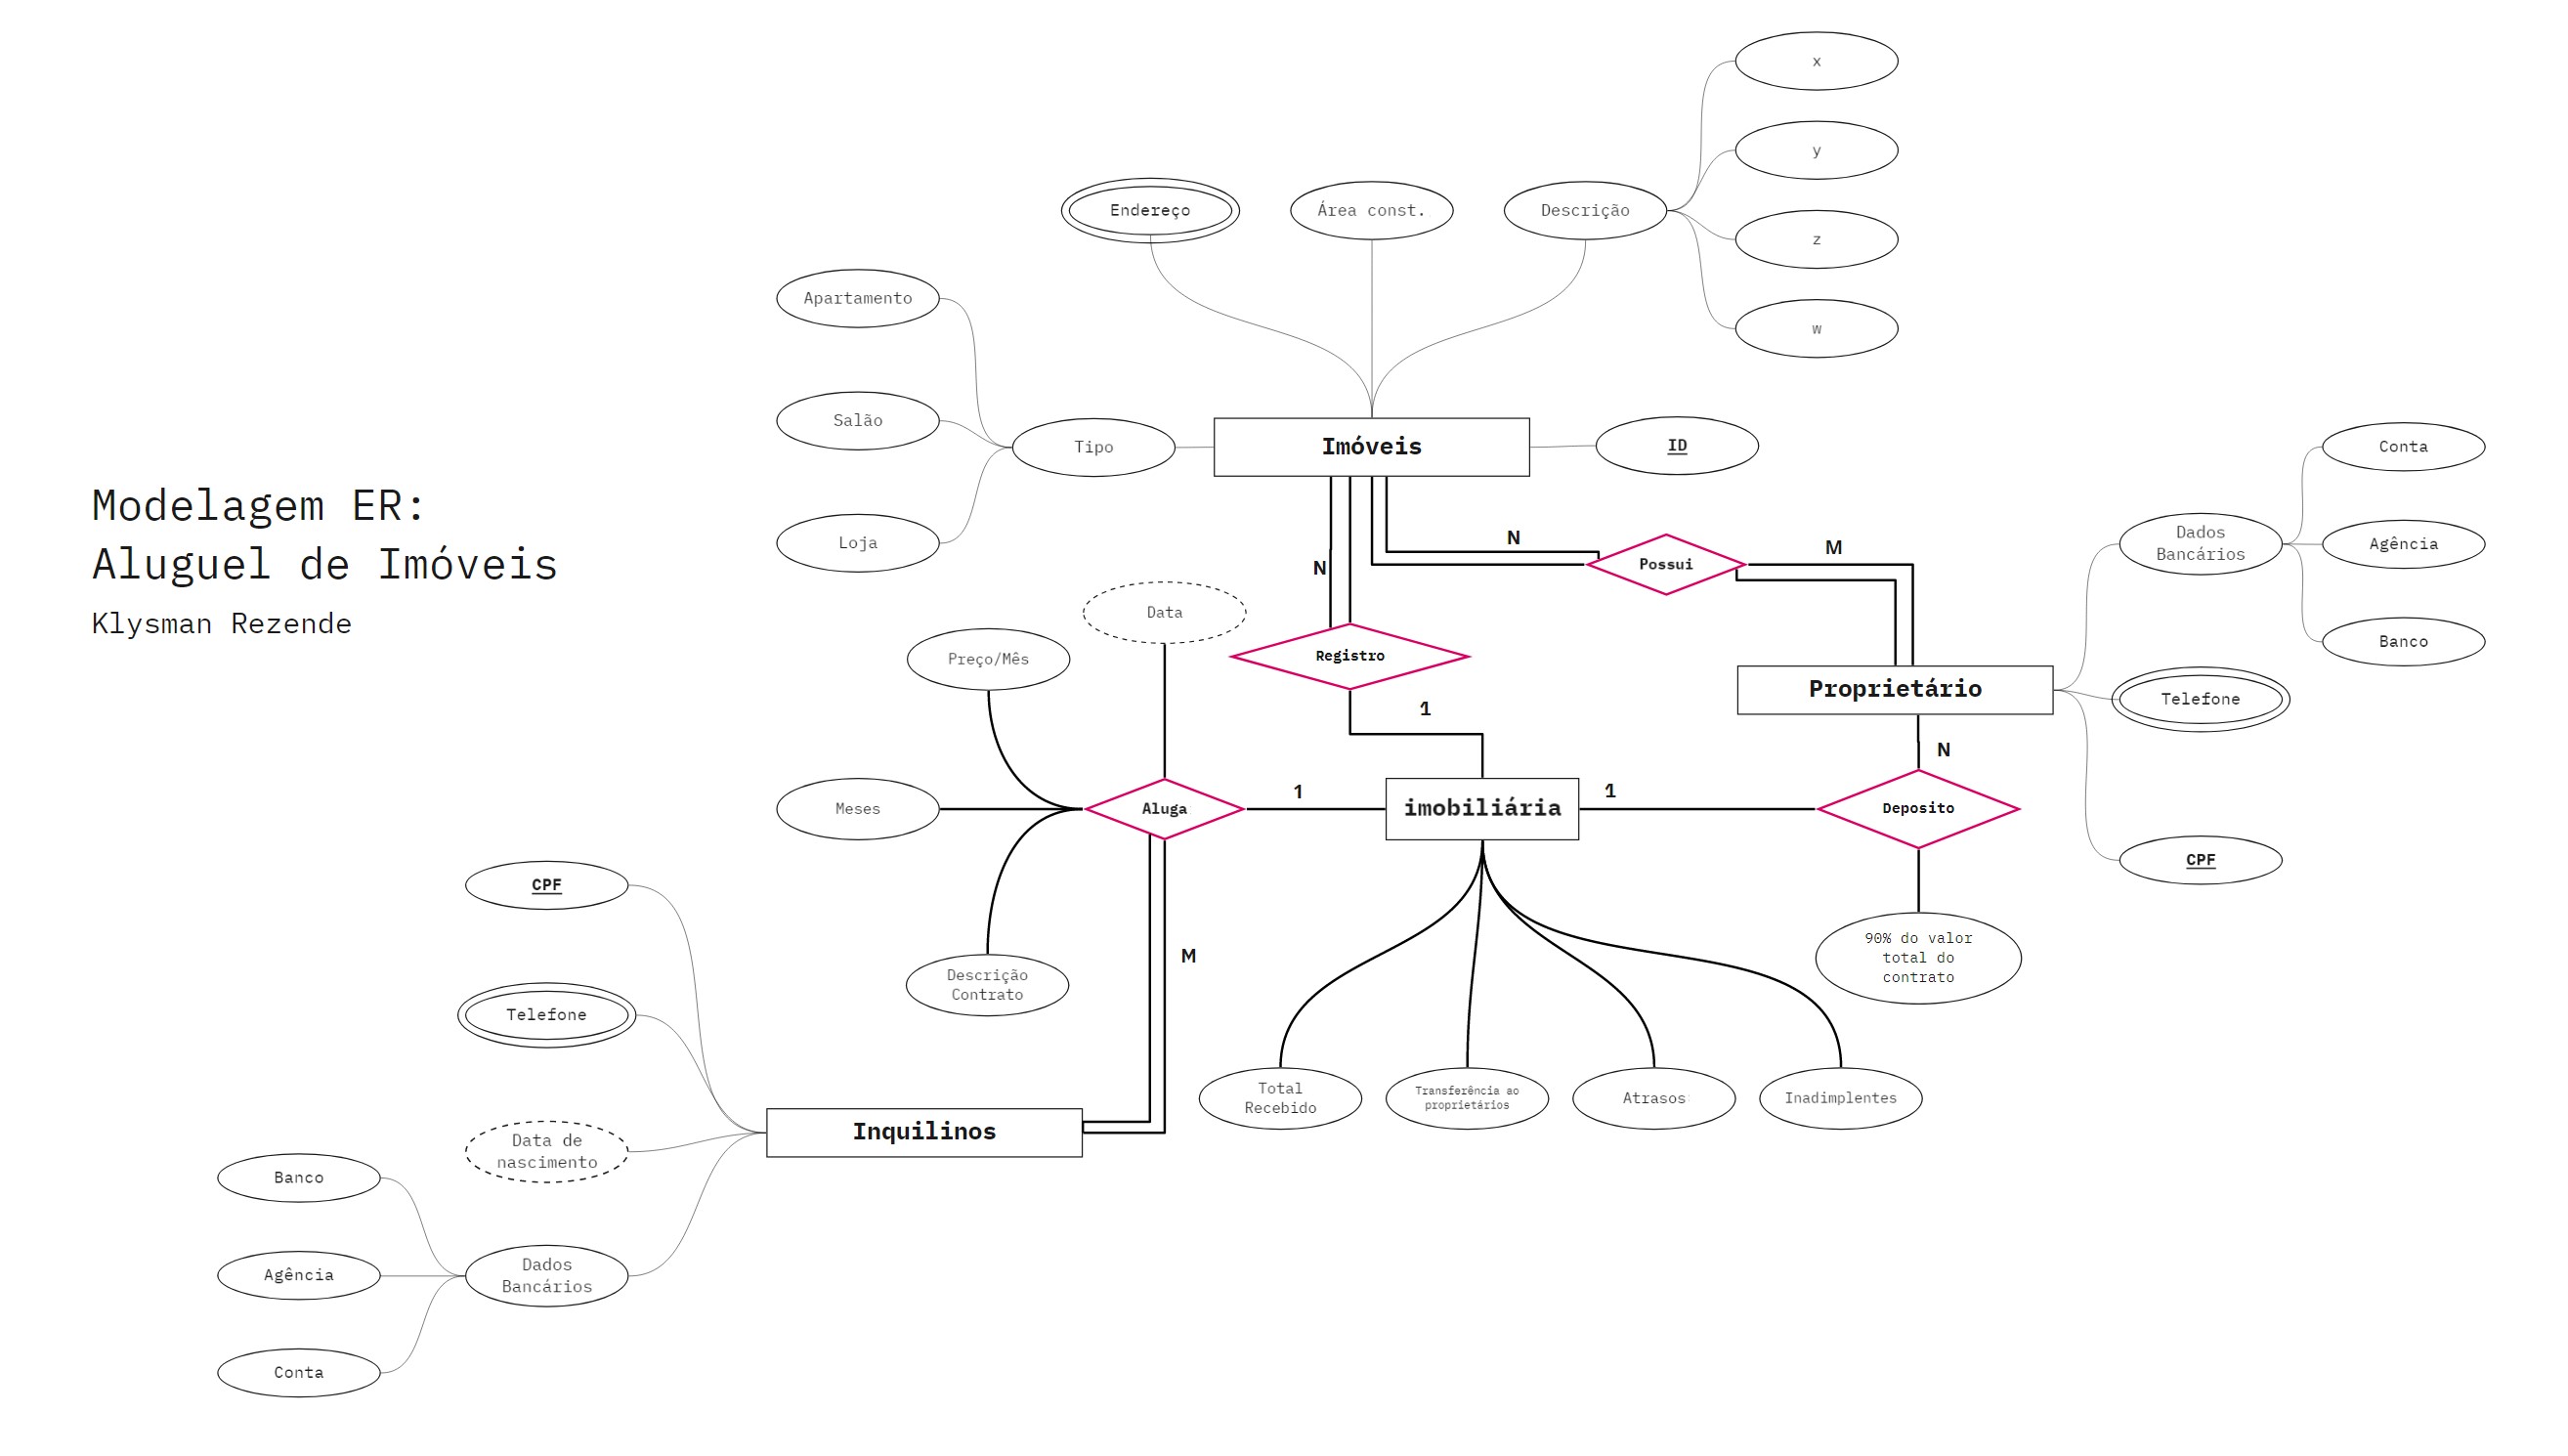 Modelagem ER:
Aluguel de Imóveis
Klysman Rezende
x
y
z
w
Endereço
Área const.
Descrição
Apartamento
Salão
Loja
Tipo
Imóveis
ID
N
M
N
Possui
Registro
1
Data
Preço/Mês
Meses
Aluga
1
imobiliária
1
Descrição
Contrato
M
Proprietário
N
Deposito
90% do valor
total do
contrato
Dados
Bancários
Conta
Agência
Banco
Telefone
CPF
Total
Recebido
Transferência ao
proprietários
Atrasos
Inadimplentes
CPF
Telefone
Data de
nascimento
Inquilinos
Dados
Bancários
Banco
Agência
Conta